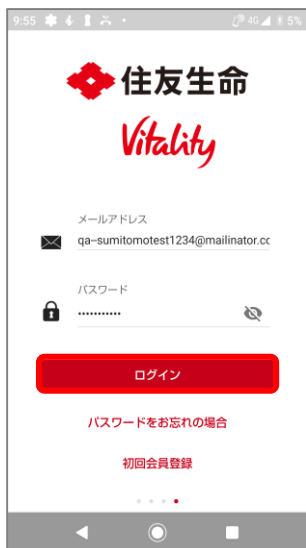 9:55 4G 5%
住友生命
Vitality
メールアドレス
qa-sumitomotest1234@mailinator.cc
パスワード
•••••••••••
ログイン
パスワードをお忘れの場合
初回会員登録